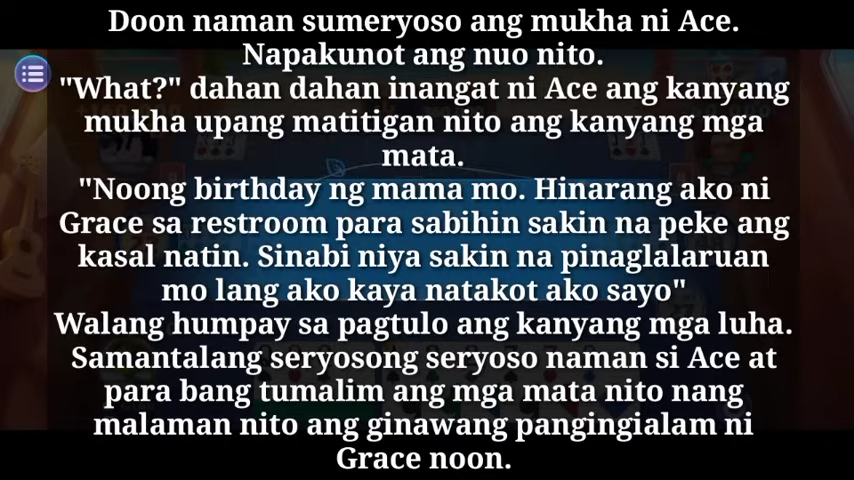 Doon naman sumeryoso ang mukha ni Ace.
Napakunot ang nuo nito.
"What?" dahan dahan inangat ni Ace ang kanyang
mukha upang matitigan nito ang kanyang mga
mata.
"Noong birthday ng mama mo. Hinarang ako ni
Grace sa restroom para sabihin sakin na peke ang
kasal natin. Sinabi niya sakin na pinaglalaruan
mo lang ako kaya natakot ako sayo"
Walang humpay sa pagtulo ang kanyang mga luha.
Samantalang seryosong seryoso naman si Ace at
para bang tumalim ang mga mata nito nang
malaman nito ang ginawang pangingialam ni
Grace noon.